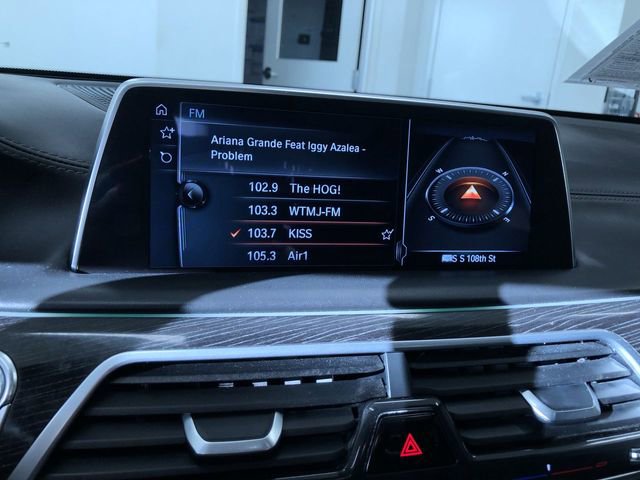 FM
Ariana Grande Feat Iggy Azalea -
Problem
102.9 The HOG!
103.3 WTMJ-FM
103.7 KISS
105.3 Air1
W N
S E
S 108th St